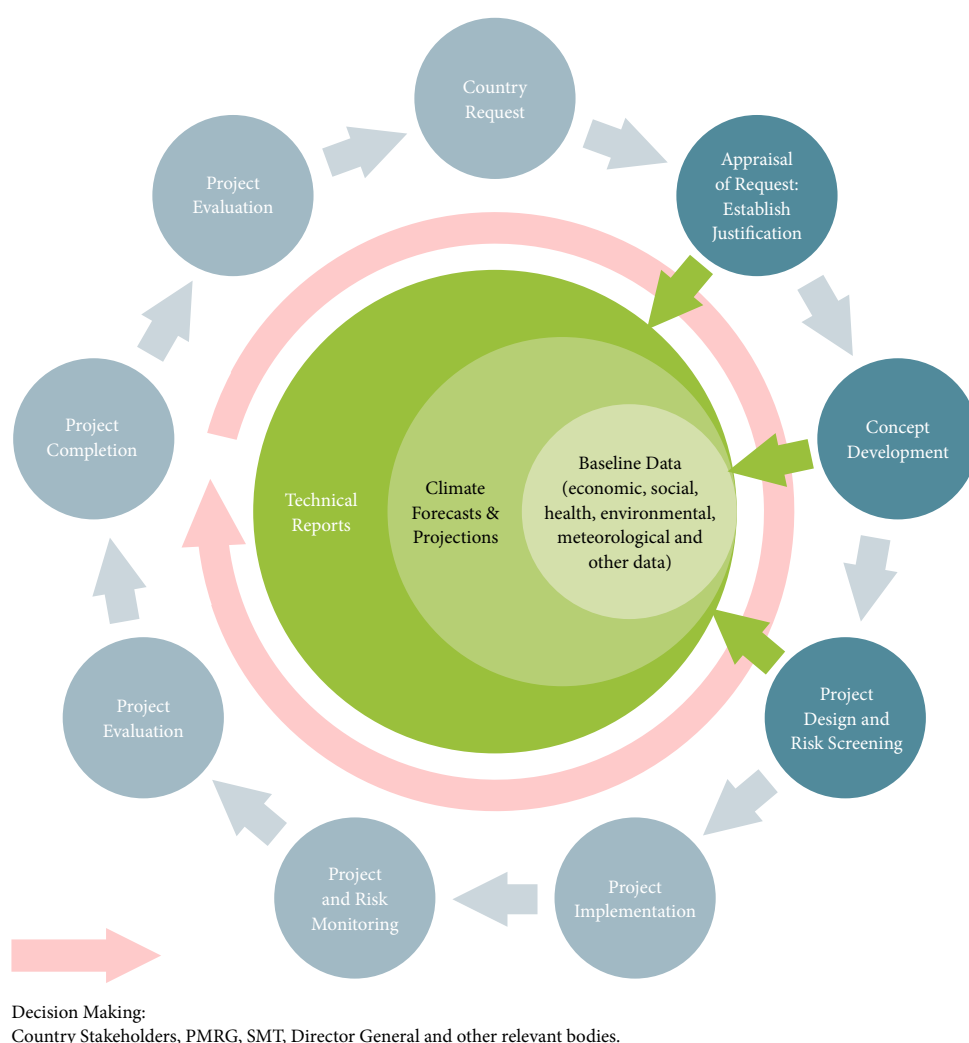 Country
Request
Appraisal
of Request:
Establish
Justification
Concept
Development
Project
Design and
Risk Screening
Project
Implementation
Project
and Risk
Monitoring
Project
Evaluation
Project
Completion
Project
Evaluation
Technical
Reports
Climate
Forecasts &
Projections
Baseline Data
(economic, social,
health, environmental,
meteorological and
other data)
Decision Making:
Country Stakeholders, PMRG, SMT, Director General and other relevant bodies.